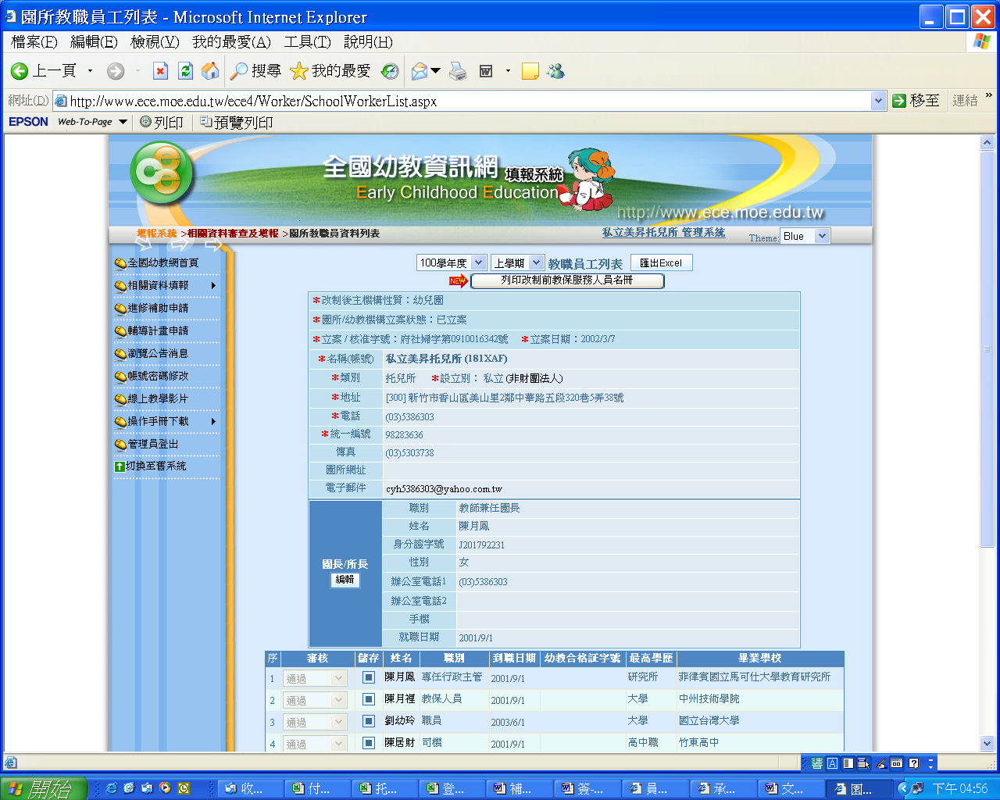 園所教職員工列表 - Microsoft Internet Explorer
檔案(F) 編輯(E) 檢視(V) 我的最愛(A) 工具(T) 說明(H)
上一頁 搜尋 我的最愛
網址(D) http://www.ece.moe.edu.tw/ece4/Worker/SchoolWorkerList.aspx 移至 連結 »
EPSON Web-To-Page 列印 預覽列印
全國幼教資訊網 填報系統
Early Childhood Education
http://www.ece.moe.edu.tw
填報系統 >相關資料審查及填報 >園所教職員資料列表 私立美昇托兒所 管理系統 Theme: Blue
全國幼教網首頁
相關資料填報
進修補助申請
輔導計畫申請
瀏覽公告消息
帳號密碼修改
線上教學影片
操作手冊下載
管理員登出
切換至舊系統
100學年度 上學期 教職員工列表 匯出Excel
NEW 列印改制前教保服務人員名冊
*改制後主機構性質：幼兒園
*園所/幼教機構立案狀態：已立案
*立案 / 核准字號：府社婦字第0910016342號 *立案日期：2002/3/7
*名稱(帳號) 私立美昇托兒所 (181XAF)
*類別 托兒所 *設立別： 私立 (非財團法人)
*地址 [300] 新竹市香山區美山里2鄰中華路五段320巷5弄38號
*電話 (03)5386303
*統一編號 98283636
傳真 (03)5303738
園所網址
電子郵件 cyh5386303@yahoo.com.tw
園長/所長
編輯
職別 教師兼任園長
姓名 陳月鳳
身分證字號 J201792231
性別 女
辦公室電話1 (03)5386303
辦公室電話2
手機
就職日期 2001/9/1
序 審核 儲存 姓名 職別 到職日期 幼教合格証字號 最高學歷 畢業學校
1 通過 陳月鳳 專任行政主管 2001/9/1 研究所 菲律賓國立馬可仕大學教育研究所
2 通過 陳月裡 教保人員 2001/9/1 大學 中州技術學院
3 通過 劉幼玲 職員 2003/6/1 大學 國立台灣大學
4 通過 陳居財 司機 2001/9/1 高中職 竹東高中
開始 收... 付... 托... 登... 補... 簽-... 員... 承... 文... 園... 下午 04:56